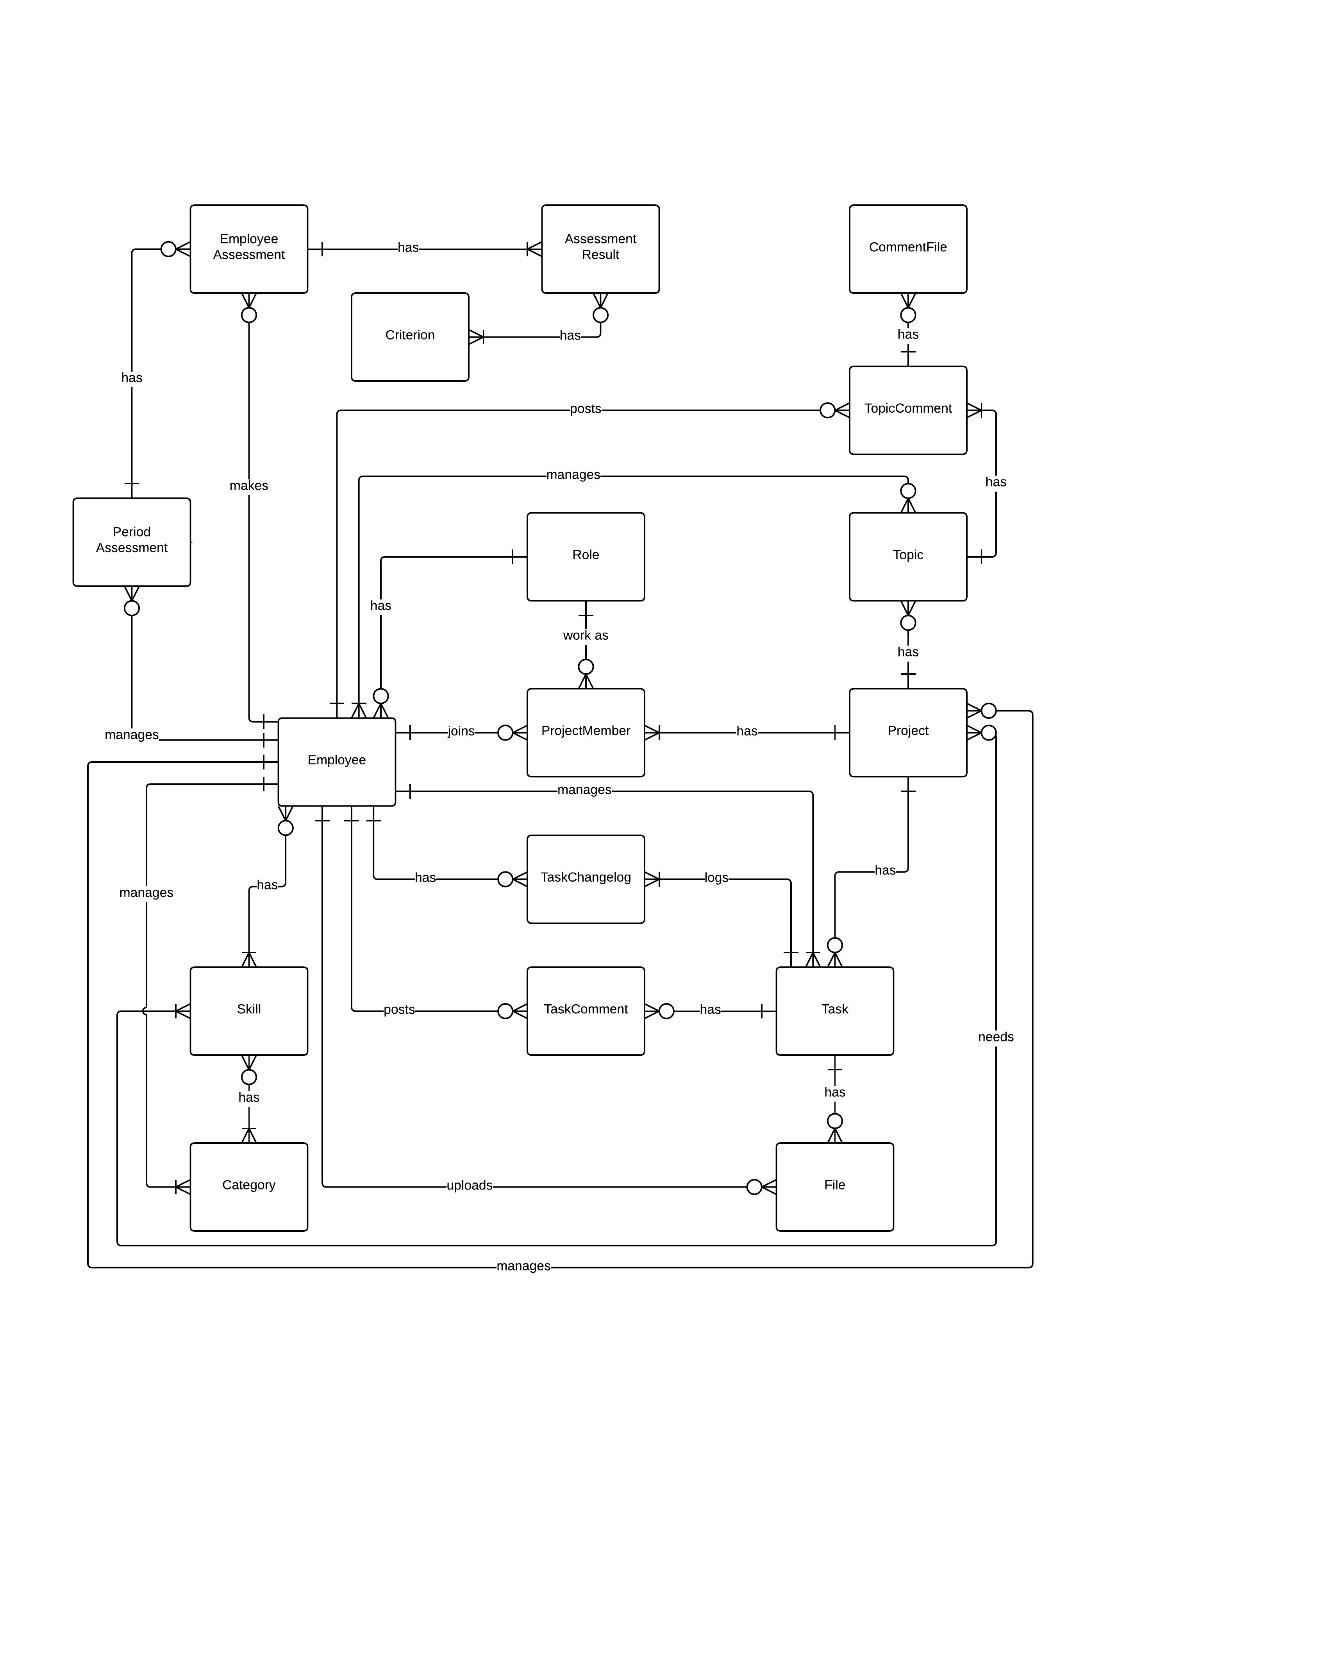 Employee
Assessment
has
Assessment
Result
CommentFile
Criterion
has
has
has
posts
TopicComment
manages
has
makes
Period
Assessment
Role
Topic
has
work as
has
manages
Employee
joins
ProjectMember
has
Project
manages
has
manages
has
TaskChangelog
logs
has
Skill
posts
TaskComment
has
Task
needs
has
has
Category
uploads
File
manages